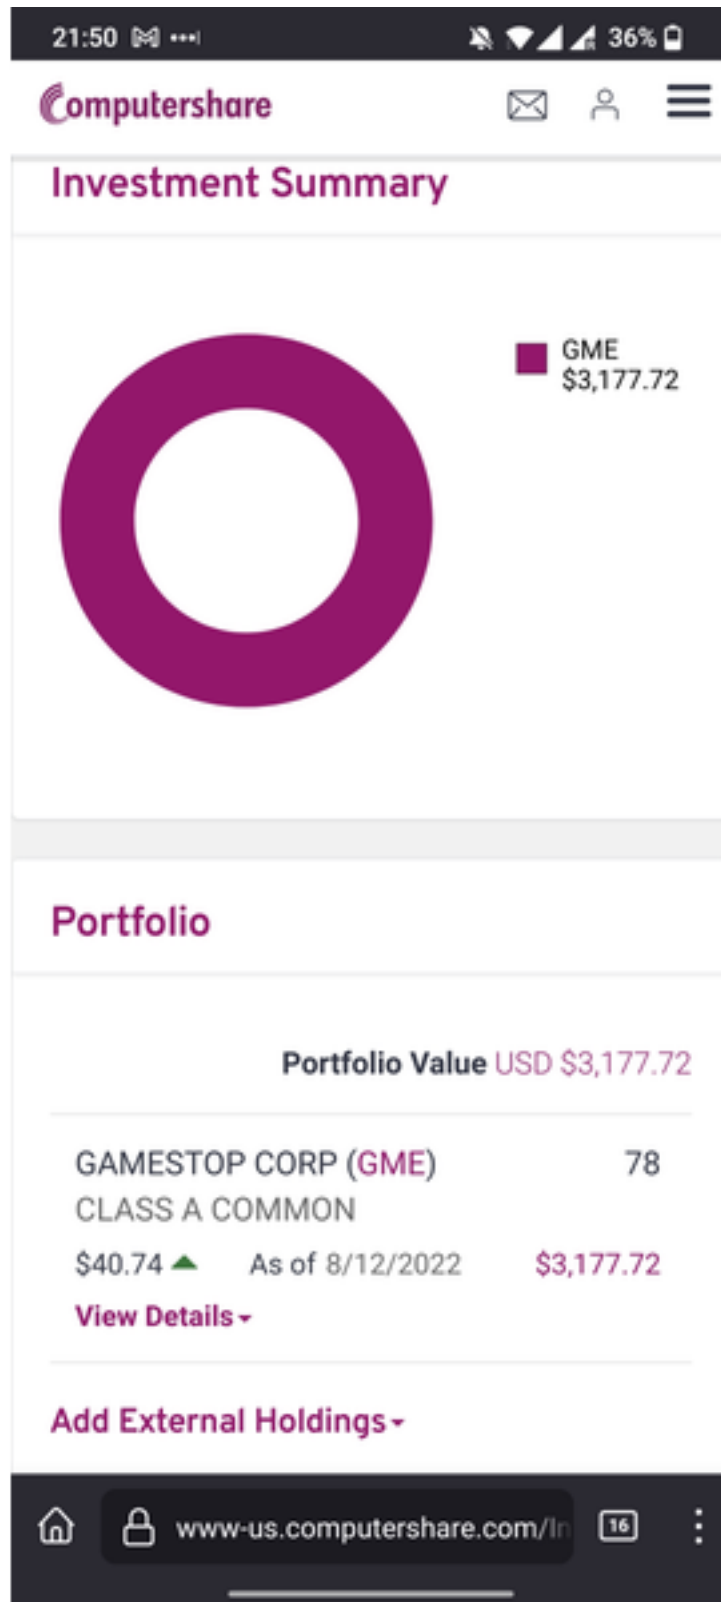 21:50 36%
Computershare
Investment Summary
GME
$3,177.72
Portfolio
Portfolio Value USD $3,177.72
GAMESTOP CORP (GME) 78
CLASS A COMMON
$40.74 As of 8/12/2022 $3,177.72
View Details
Add External Holdings
www-us.computershare.com/In 16